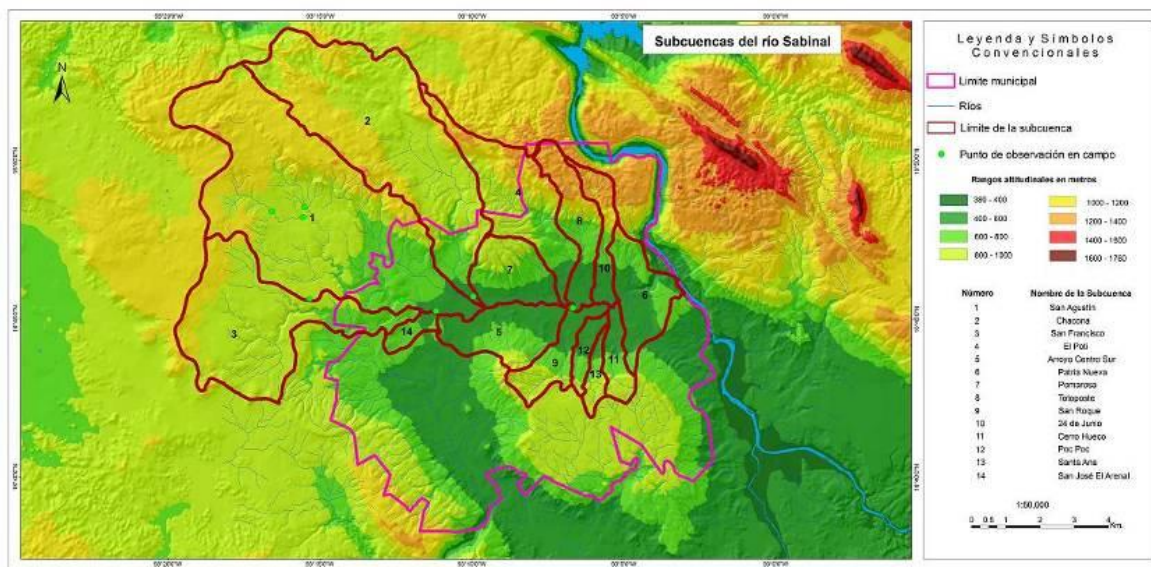 Subcuencas del río Sabinal
N
1
2
3
4
5
6
7
8
9
10
11
12
13
14
Leyenda y Símbolos
Convencionales
Limite municipal
Ríos
Límite de la subcuenca
Punto de observación en campo
Rangos altitudinales en metros
380 - 400
400 - 600
600 - 800
800 - 1000
1000 - 1200
1200 - 1400
1400 - 1600
1600 - 1760
Número Nombre de la Subcuenca
1 San Agustín
2 Chacona
3 San Francisco
4 El Poti
5 Arroyo Centro Sur
6 Patria Nueva
7 Pomarosa
8 Totoposte
9 San Roque
10 24 de Junio
11 Cerro Hueco
12 Poc Poc
13 Santa Ana
14 San José El Arenal
1:50,000
0 0.5 1 2 3 4
Km.